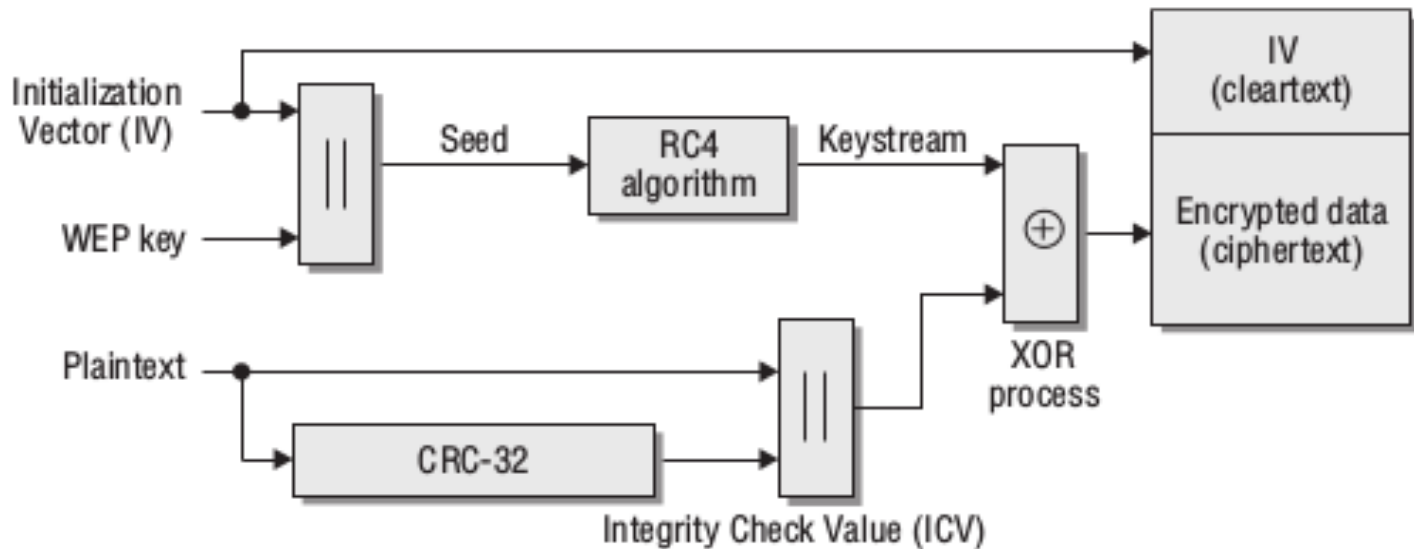 Initialization
Vector (IV)
WEP key
||
Seed
RC4
algorithm
Keystream
⊕
XOR
process
IV
(cleartext)
Encrypted data
(ciphertext)
Plaintext
CRC-32
||
Integrity Check Value (ICV)